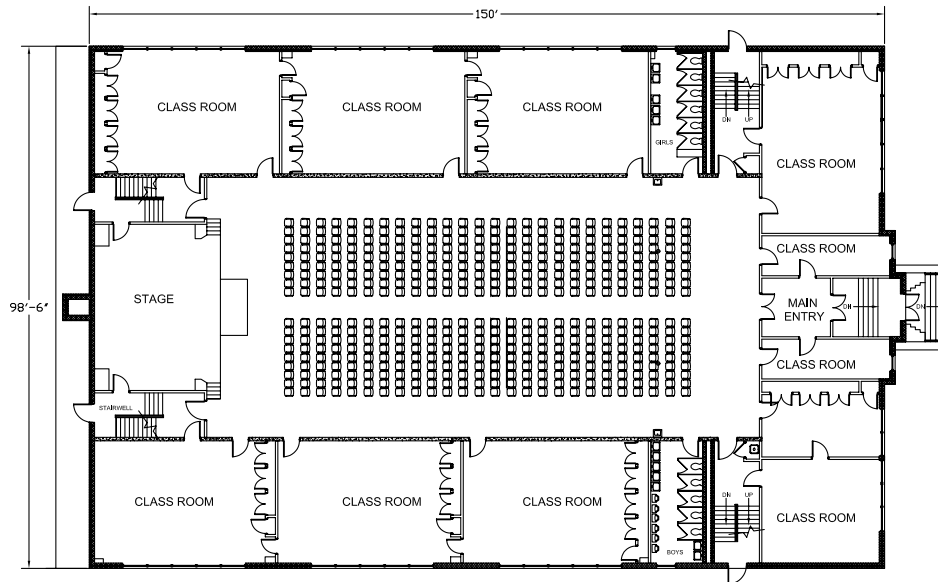 150'
CLASS ROOM
CLASS ROOM
CLASS ROOM
GIRLS
DN
UP
CLASS ROOM
CLASS ROOM
98'-6"
STAGE
MAIN
ENTRY
DN
DN
CLASS ROOM
STAIRWELL
CLASS ROOM
CLASS ROOM
CLASS ROOM
DN
UP
CLASS ROOM
BOYS